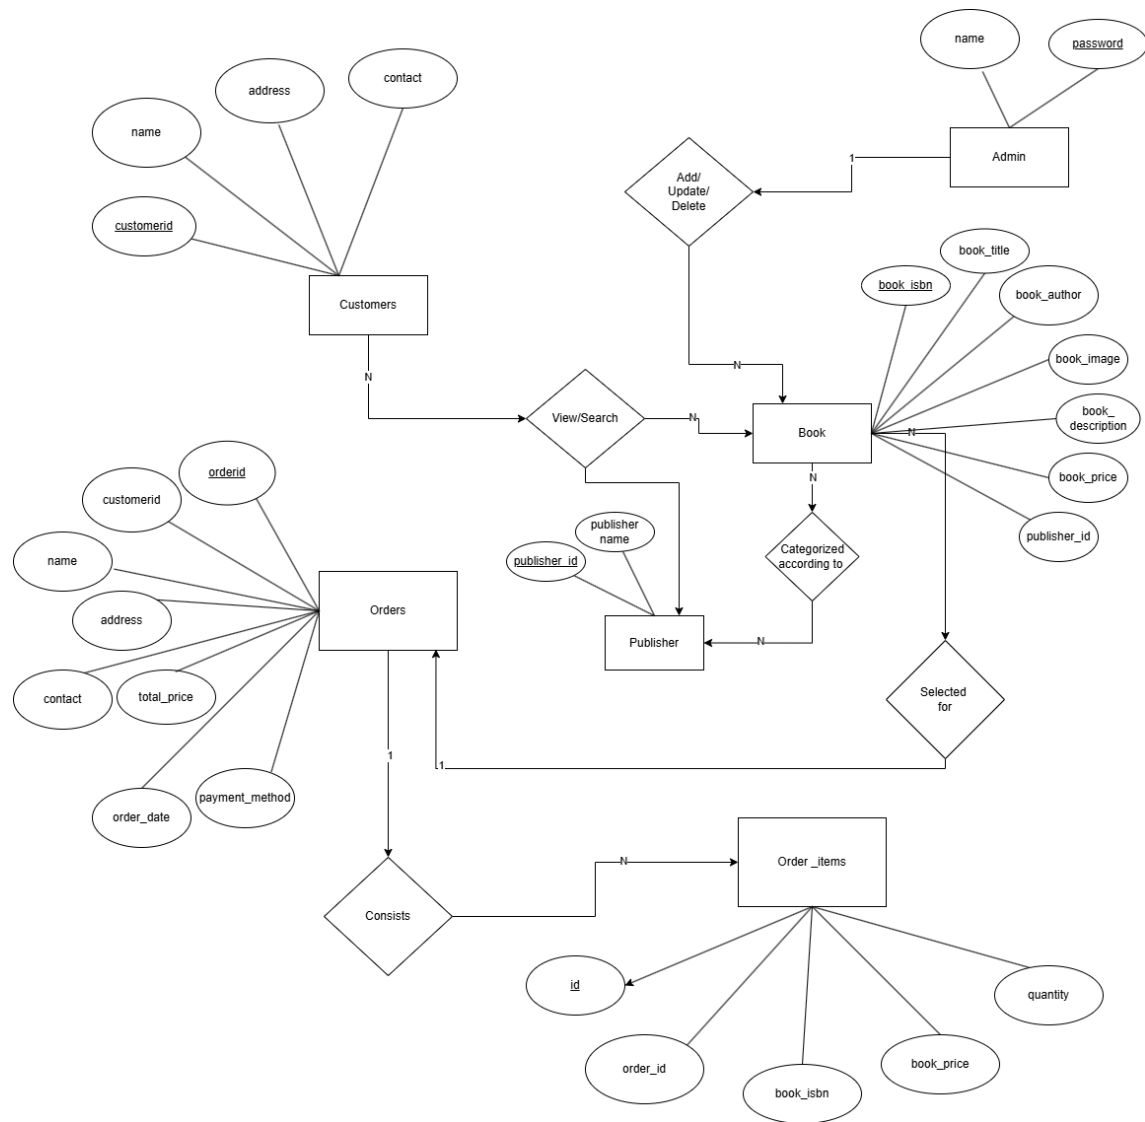 name
password
contact
address
name
Admin
Add/
Update/
Delete
customerid
book_title
book_isbn
book_author
Customers
book_image
N
N
book_
description
View/Search
N
Book
N
1
orderid
book_price
customerid
N
publisher
name
publisher_id
publisher_id
Categorized
according to
name
Orders
address
Publisher
N
contact
total_price
Selected
for
1
1
payment_method
order_date
Order _items
N
Consists
id
quantity
order_id
book_price
book_isbn